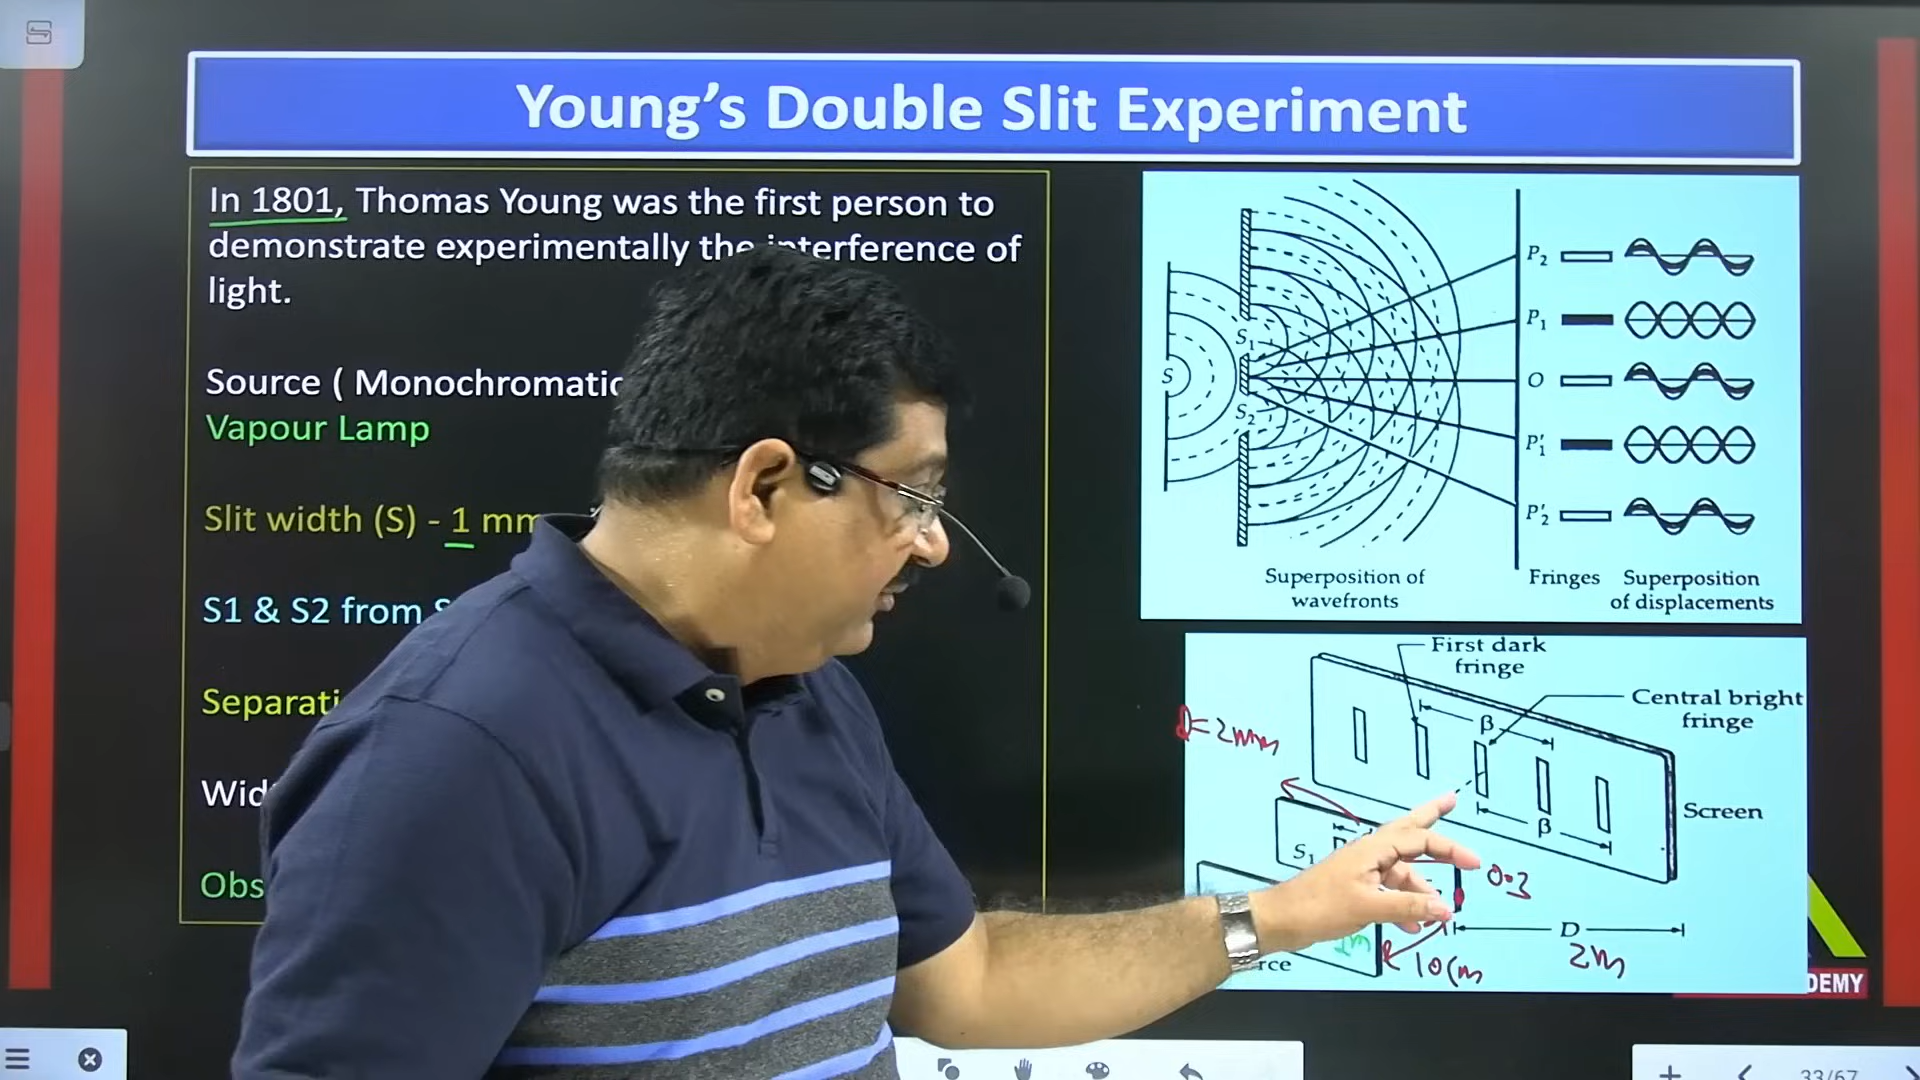 Young's Double Slit Experiment
In 1801, Thomas Young was the first person to
demonstrate experimentally the interference of
light.
Source ( Monochromatic
Vapour Lamp
Slit width (S) - 1 mm
S1 & S2 from
Separati
Wid
Obs
S
S1
S2
P2
P1
O
P'1
P'2
Superposition of
wavefronts
Fringes
Superposition
of displacements
First dark
fringe
Central bright
fringe
β
β
Screen
d=2mm
S1
0.3
D
2m
10cm
rce
DEMY
33/67